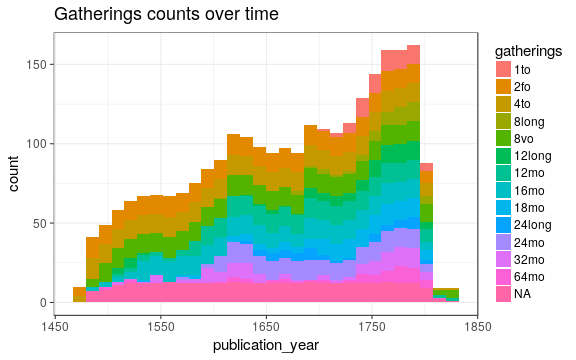 Gatherings counts over time
count
150
100
50
0
1450
1550
1650
1750
1850
publication_year
gatherings
1to
2fo
4to
8long
8vo
12long
12mo
16mo
18mo
24long
24mo
32mo
64mo
NA